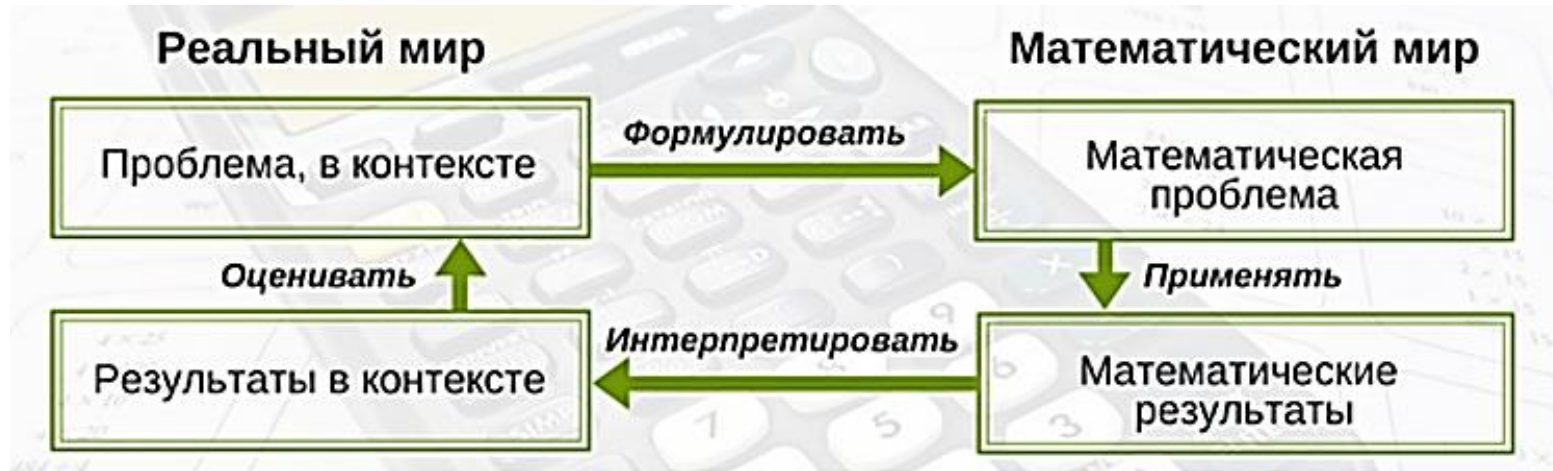 Реальный мир
Математический мир
Проблема, в контексте
Формулировать
Математическая
проблема
Оценивать
Применять
Результаты в контексте
Интерпретировать
Математические
результаты